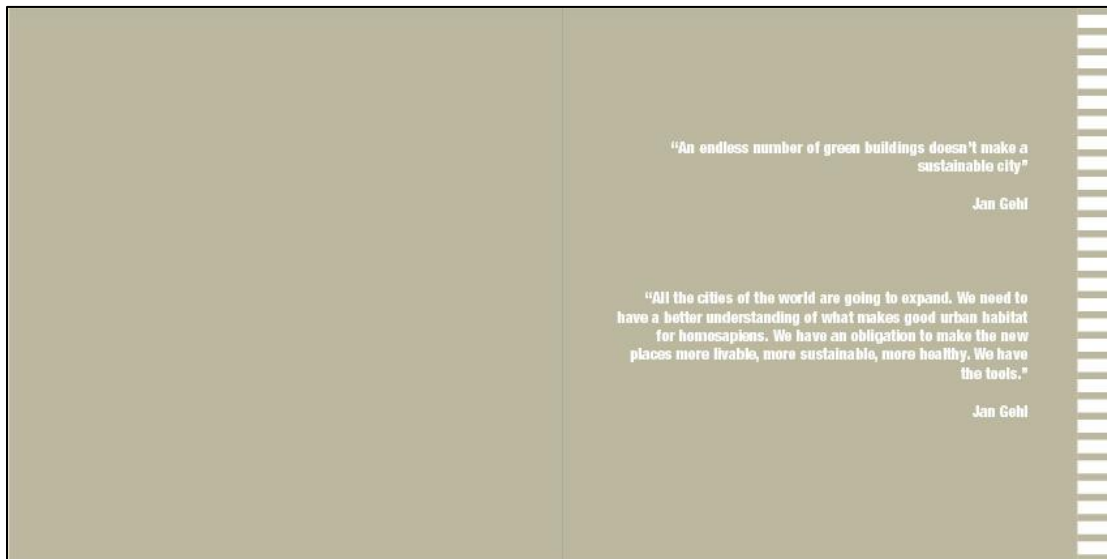 “An endless number of green buildings doesn’t make a
sustainable city”
Jan Gehl
“All the cities of the world are going to expand. We need to
have a better understanding of what makes good urban habitat
for homosapiens. We have an obligation to make the new
places more livable, more sustainable, more healthy. We have
the tools.”
Jan Gehl